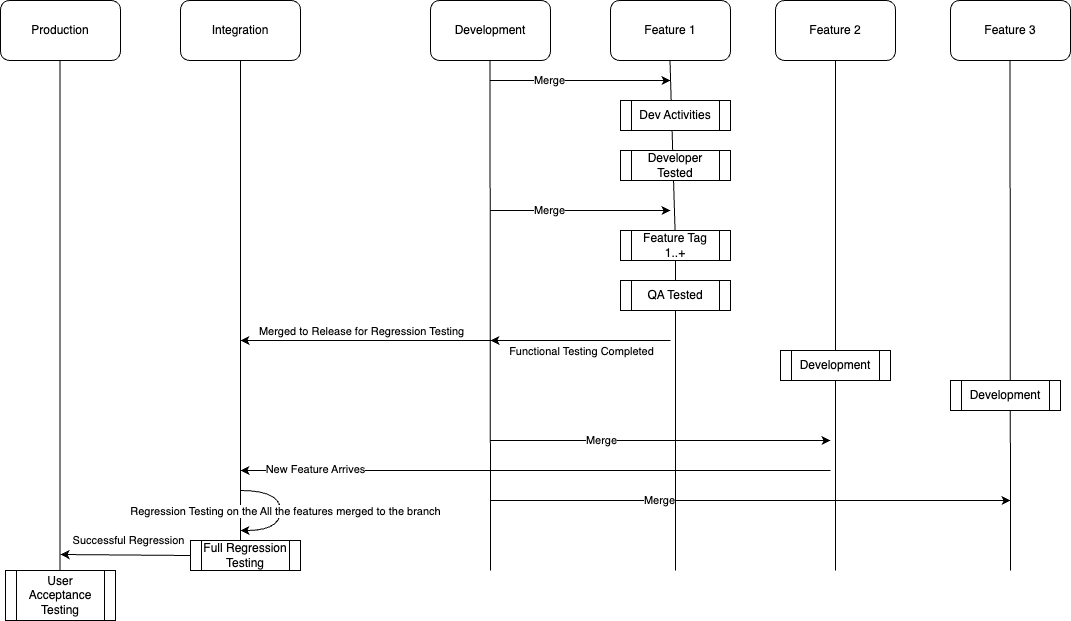 Production
Integration
Development
Feature 1
Feature 2
Feature 3
Merge
Dev Activities
Developer
Tested
Merge
Feature Tag
1..+
QA Tested
Merged to Release for Regression Testing
Functional Testing Completed
Development
Development
Merge
New Feature Arrives
Merge
Regression Testing on the All the features merged to the branch
Successful Regression
Full Regression
Testing
User
Acceptance
Testing